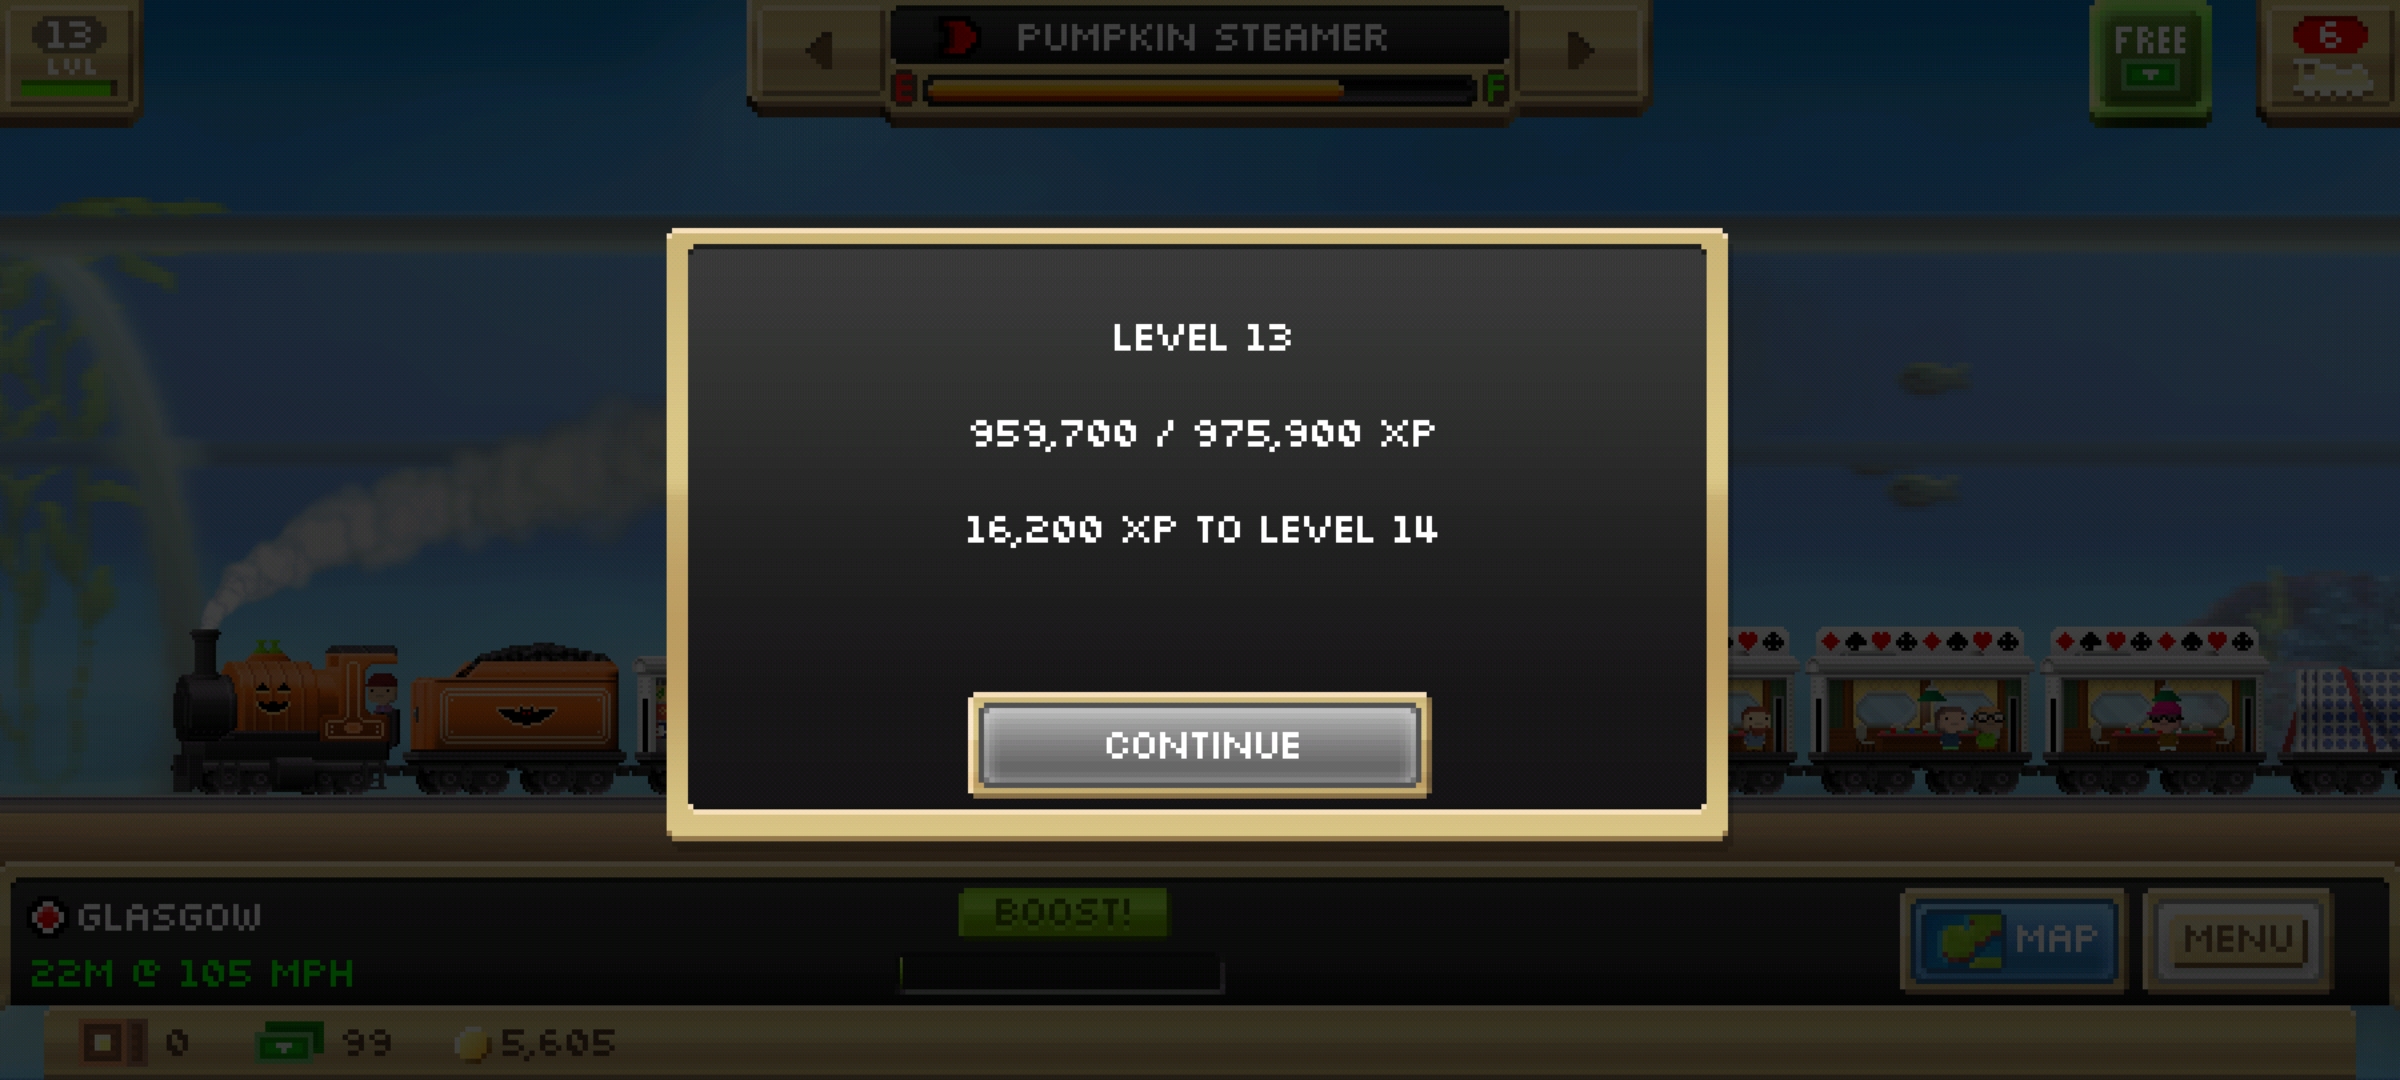 13
LVL
PUMPKIN STEAMER
E F
FREE
6
LEVEL 13
959,700 / 975,900 XP
16,200 XP TO LEVEL 14
CONTINUE
GLASGOW
22M @ 105 MPH
BOOST!
MAP
MENU
0 99 5,605